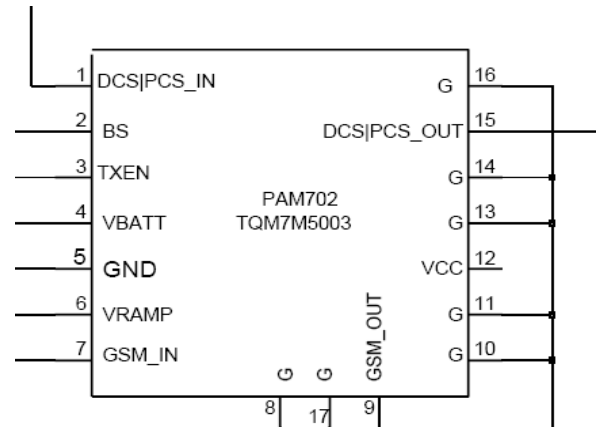 1 DCS|PCS_IN G 16
2 BS DCS|PCS_OUT 15
3 TXEN G 14
PAM702
4 VBATT TQM7M5003 G 13
5 GND VCC 12
6 VRAMP G 11
7 GSM_IN G 10
G G GSM_OUT
8 17 9